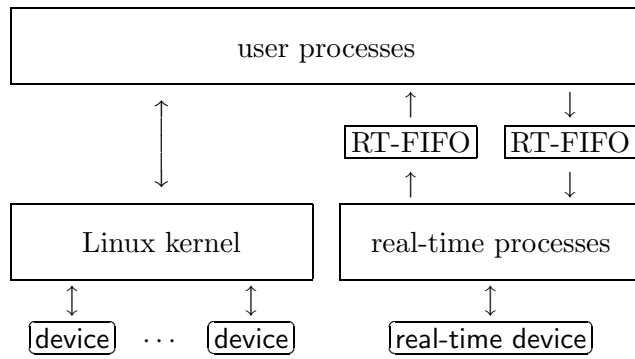 user processes
RT-FIFO RT-FIFO
Linux kernel real-time processes
device ··· device real-time device